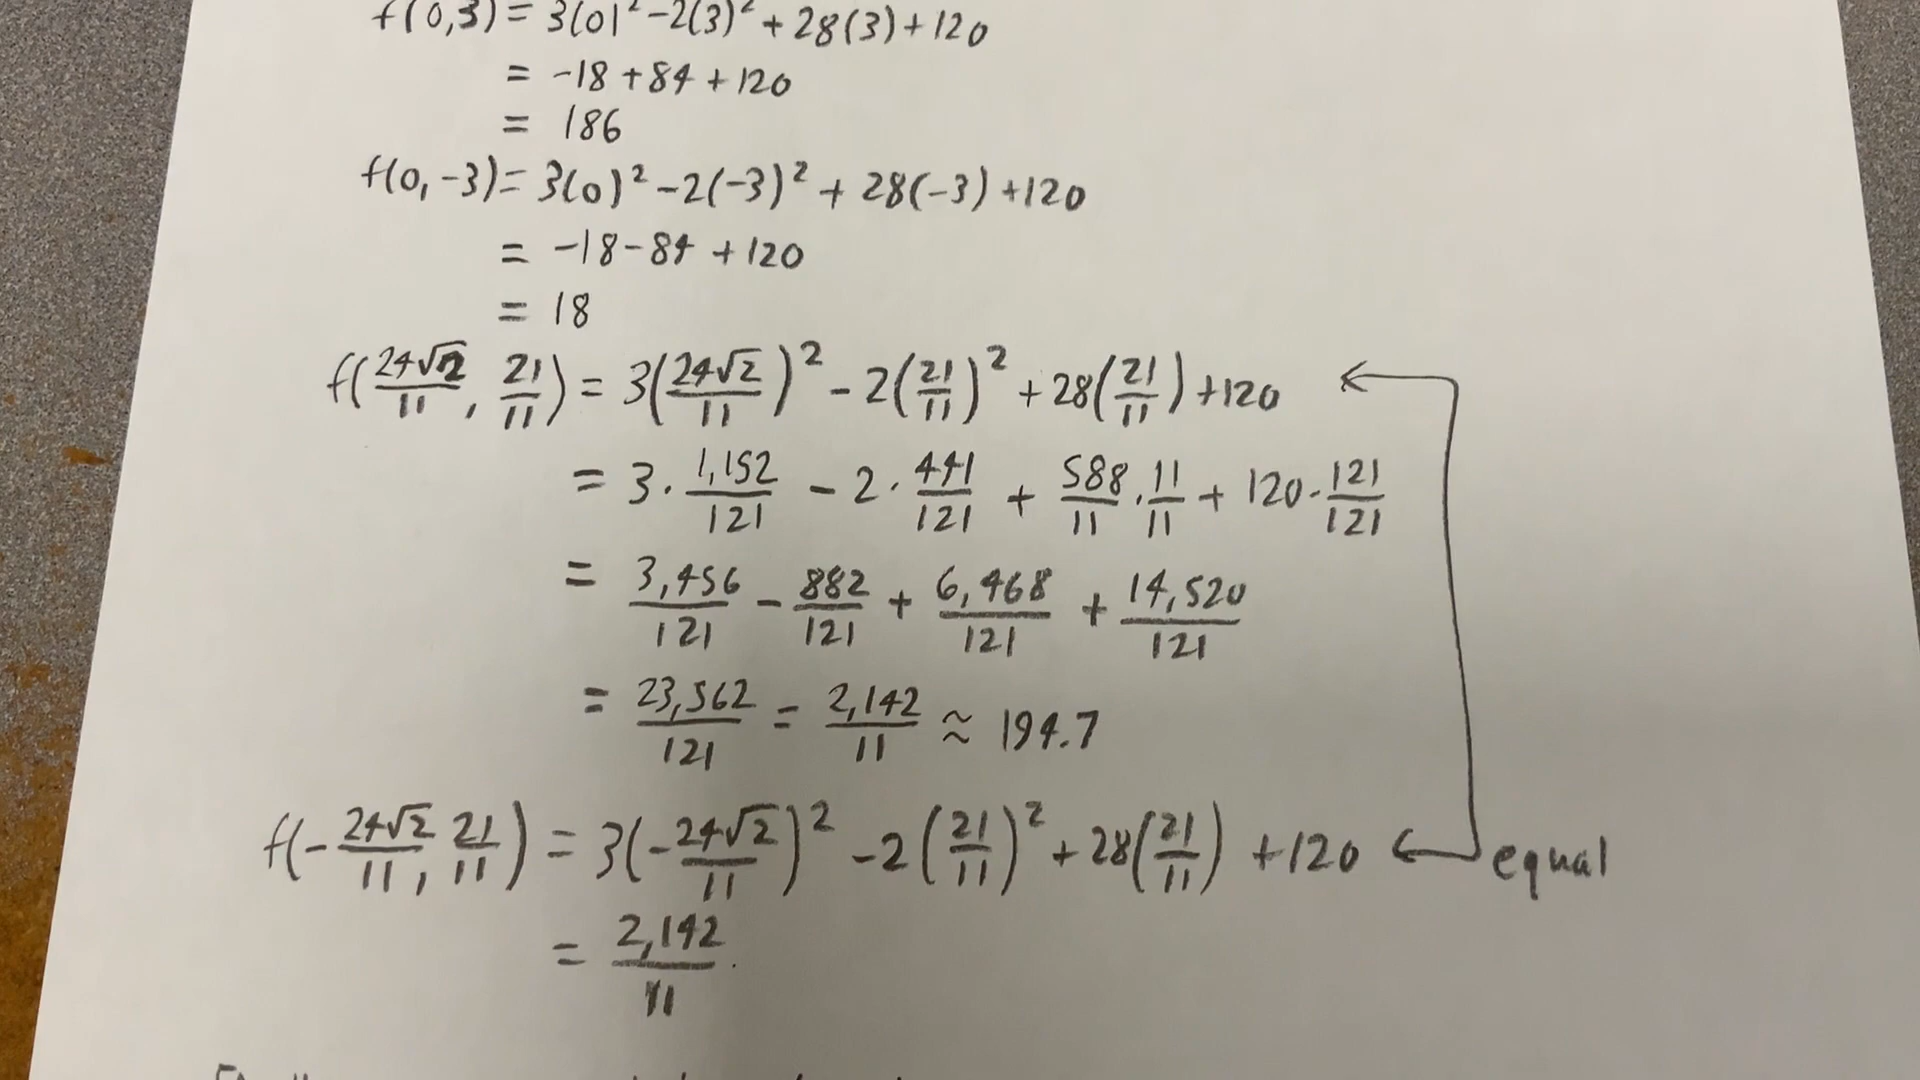 f(0,3) = 3(0)² - 2(3)² + 28(3) + 120
= -18 + 84 + 120
= 186
f(0, -3) = 3(0)² - 2(-3)² + 28(-3) + 120
= -18 - 84 + 120
= 18
f(24√2/11, 21/11) = 3(24√2/11)² - 2(21/11)² + 28(21/11) + 120
= 3 · 1,152/121 - 2 · 441/121 + 588/11 · 11/11 + 120 · 121/121
= 3,456/121 - 882/121 + 6,468/121 + 14,520/121
= 23,562/121 = 2,142/11 ≈ 194.7
f(-24√2/11, 21/11) = 3(-24√2/11)² - 2(21/11)² + 28(21/11) + 120 equal
= 2,142/11